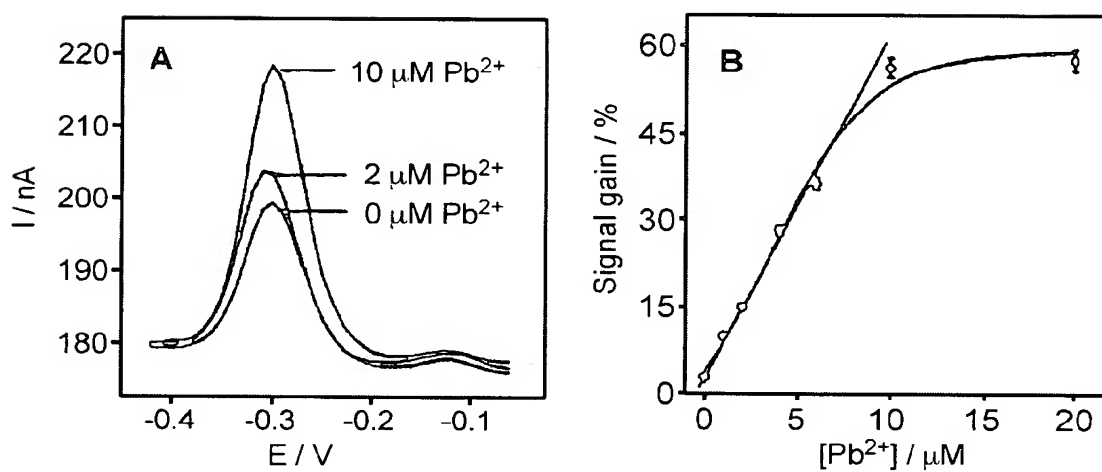 A
220
210
200
190
180
I / nA
10 μM Pb2+
2 μM Pb2+
0 μM Pb2+
-0.4 -0.3 -0.2 -0.1
E / V
B
60
45
30
15
0
Signal gain / %
0 5 10 15 20
[Pb2+] / μM